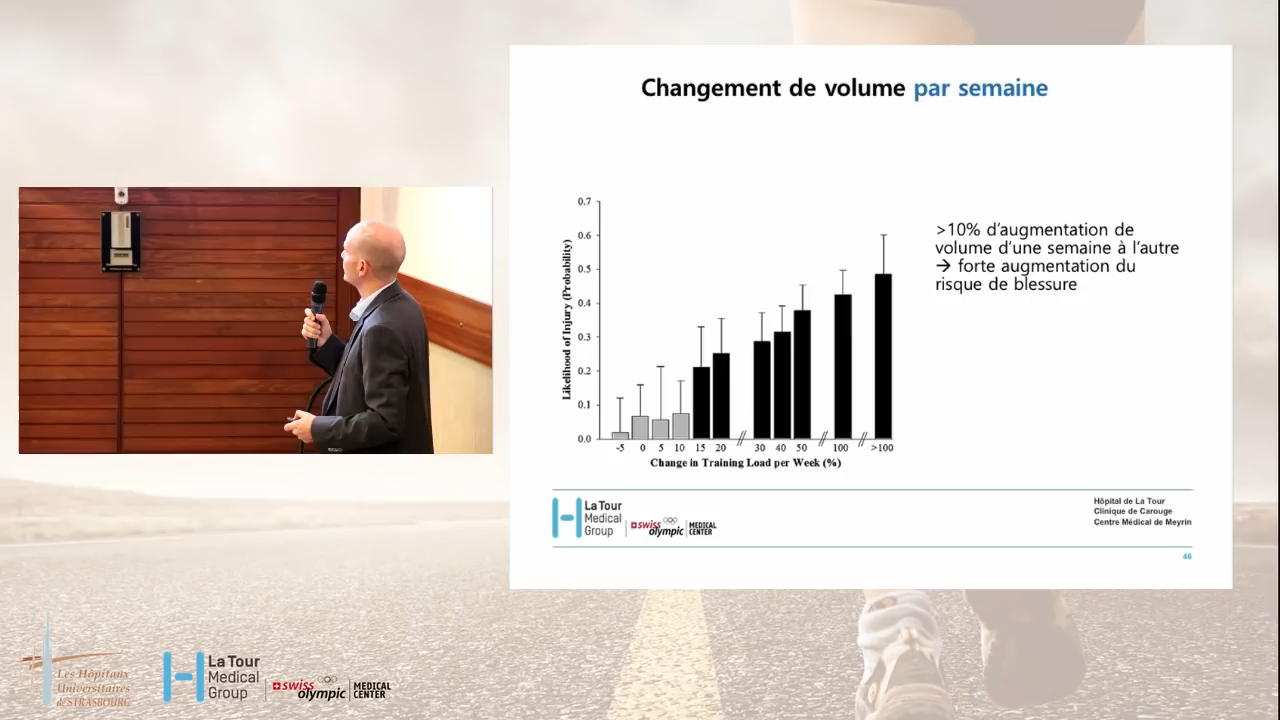 Changement de volume par semaine
0.7
0.6
0.5
0.4
0.3
0.2
0.1
0.0
Likelihood of Injury (Probability)
-5 0 5 10 15 20 30 40 50 100 >100
Change in Training Load per Week (%)
>10% d’augmentation de
volume d’une semaine à l’autre
→ forte augmentation du
risque de blessure
La Tour
Medical
Group
swiss
olympic
MEDICAL
CENTER
Hôpital de La Tour
Clinique de Carouge
Centre Médical de Meyrin
46
Les Hôpitaux
Universitaires
de STRASBOURG
La Tour
Medical
Group
swiss
olympic
MEDICAL
CENTER